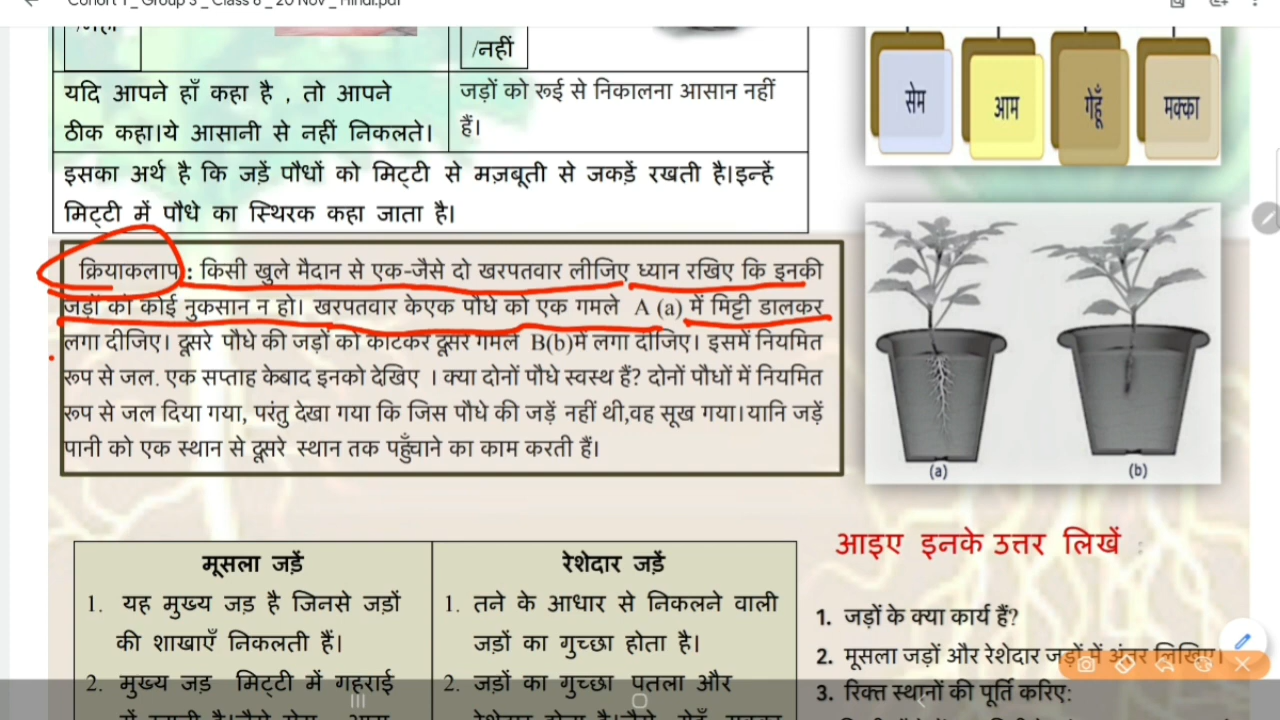 /नहीं
यदि आपने हाँ कहा है , तो आपने
ठीक कहा।ये आसानी से नहीं निकलते।
जड़ों को रूई से निकालना आसान नहीं
हैं।
इसका अर्थ है कि जड़ें पौधों को मिट्टी से मज़बूती से जकड़ें रखती है।इन्हें
मिट्टी में पौधे का स्थिरक कहा जाता है।
सेम
आम
गेहूँ
मक्का
क्रियाकलाप : किसी खुले मैदान से एक-जैसे दो खरपतवार लीजिए ध्यान रखिए कि इनकी
जड़ों को कोई नुकसान न हो। खरपतवार केएक पौधे को एक गमले A (a) में मिट्टी डालकर
लगा दीजिए। दूसरे पौधे की जड़ों को काटकर दूसरे गमले B(b)में लगा दीजिए। इसमें नियमित
रूप से जल. एक सप्ताह केबाद इनको देखिए । क्या दोनों पौधे स्वस्थ हैं? दोनों पौधों में नियमित
रूप से जल दिया गया, परंतु देखा गया कि जिस पौधे की जड़ें नहीं थी,वह सूख गया।यानि जड़ें
पानी को एक स्थान से दूसरे स्थान तक पहुँचाने का काम करती हैं।
(a)
(b)
मूसला जड़ें
1. यह मुख्य जड़ है जिनसे जड़ों
की शाखाएँ निकलती हैं।
2. मुख्य जड़ मिट्टी में गहराई
रेशेदार जड़ें
1. तने के आधार से निकलने वाली
जड़ों का गुच्छा होता है।
2. जड़ों का गुच्छा पतला और
आइए इनके उत्तर लिखें :
1. जड़ों के क्या कार्य हैं?
2. मूसला जड़ों और रेशेदार जड़ों में अंतर लिखिए।
3. रिक्त स्थानों की पूर्ति करिए: